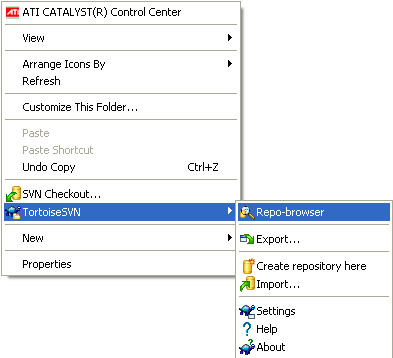 ATI CATALYST(R) Control Center
View
Arrange Icons By
Refresh
Customize This Folder...
Paste
Paste Shortcut
Undo Copy Ctrl+Z
SVN Checkout...
TortoiseSVN
New
Properties
Repo-browser
Export...
Create repository here
Import...
Settings
Help
About